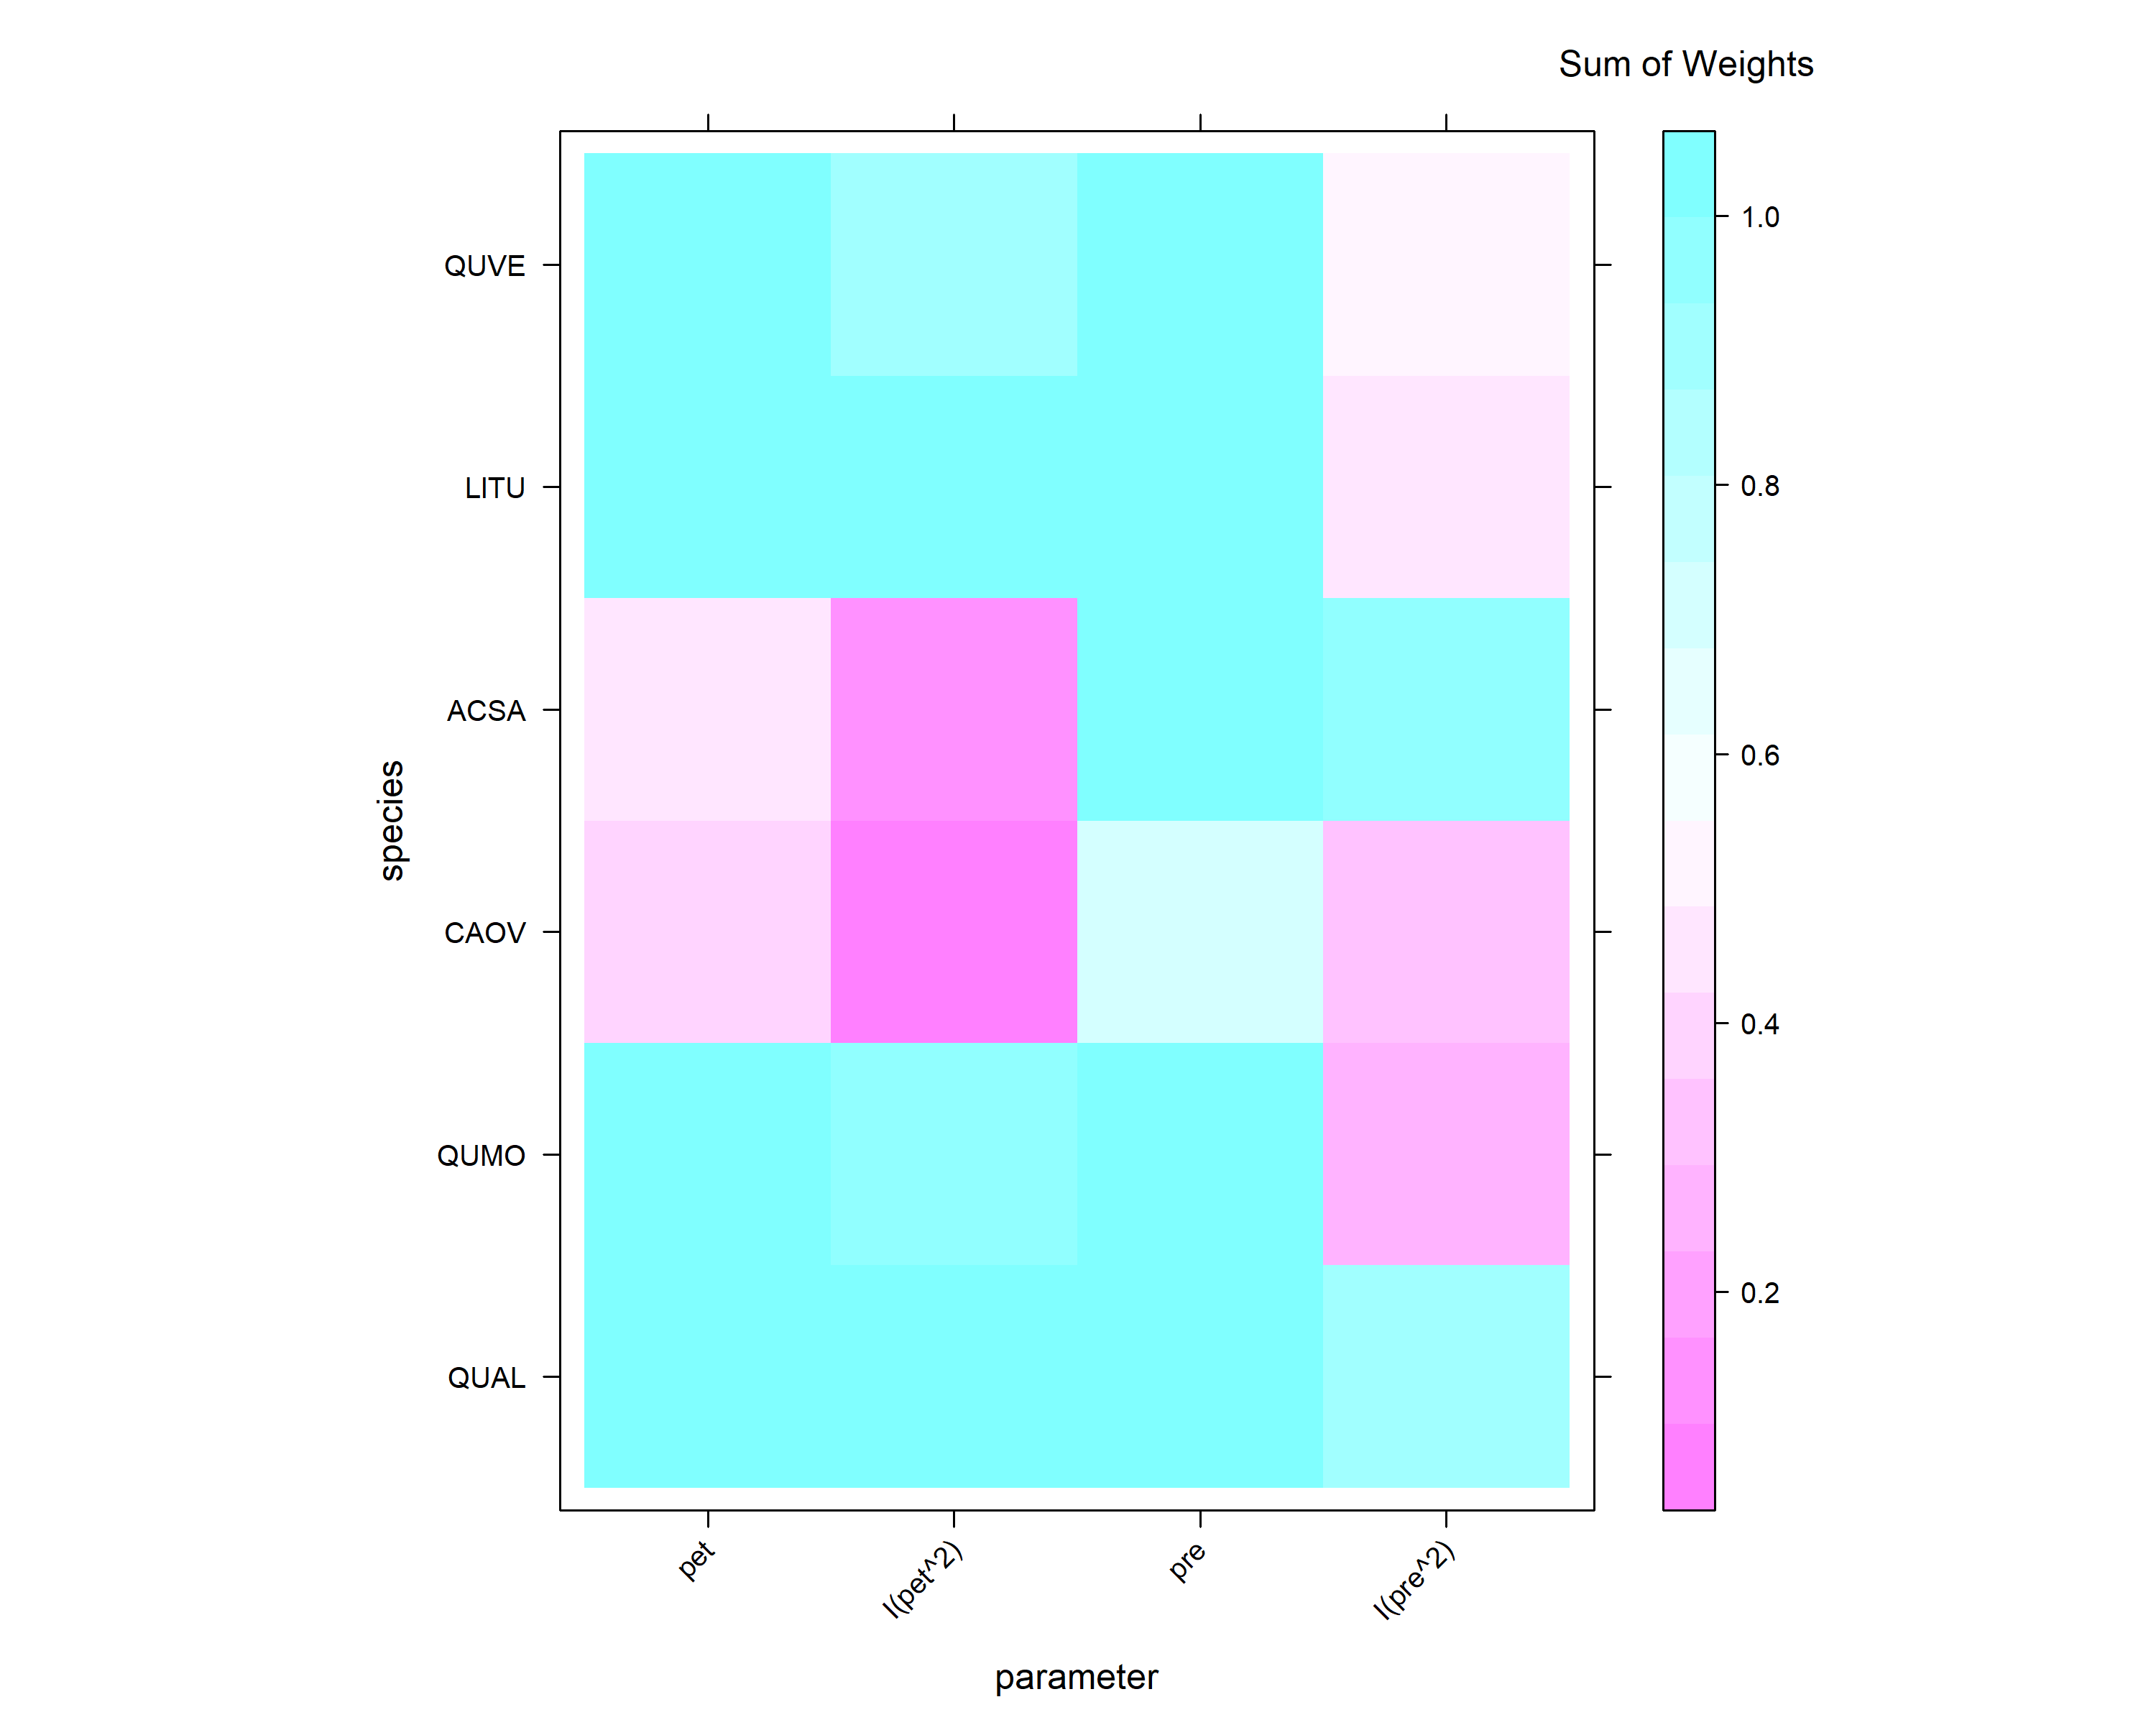 Sum of Weights
QUVE
LITU
ACSA
CAOV
QUMO
QUAL
species
1.0
0.8
0.6
0.4
0.2
pet
I(pet^2)
pre
I(pre^2)
parameter